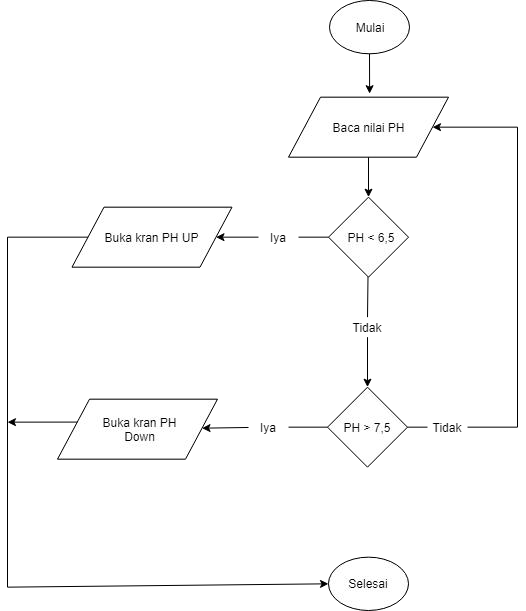 Mulai
Baca nilai PH
Buka kran PH UP
Iya
PH < 6,5
Tidak
Buka kran PH
Down
Iya
PH > 7,5
Tidak
Selesai